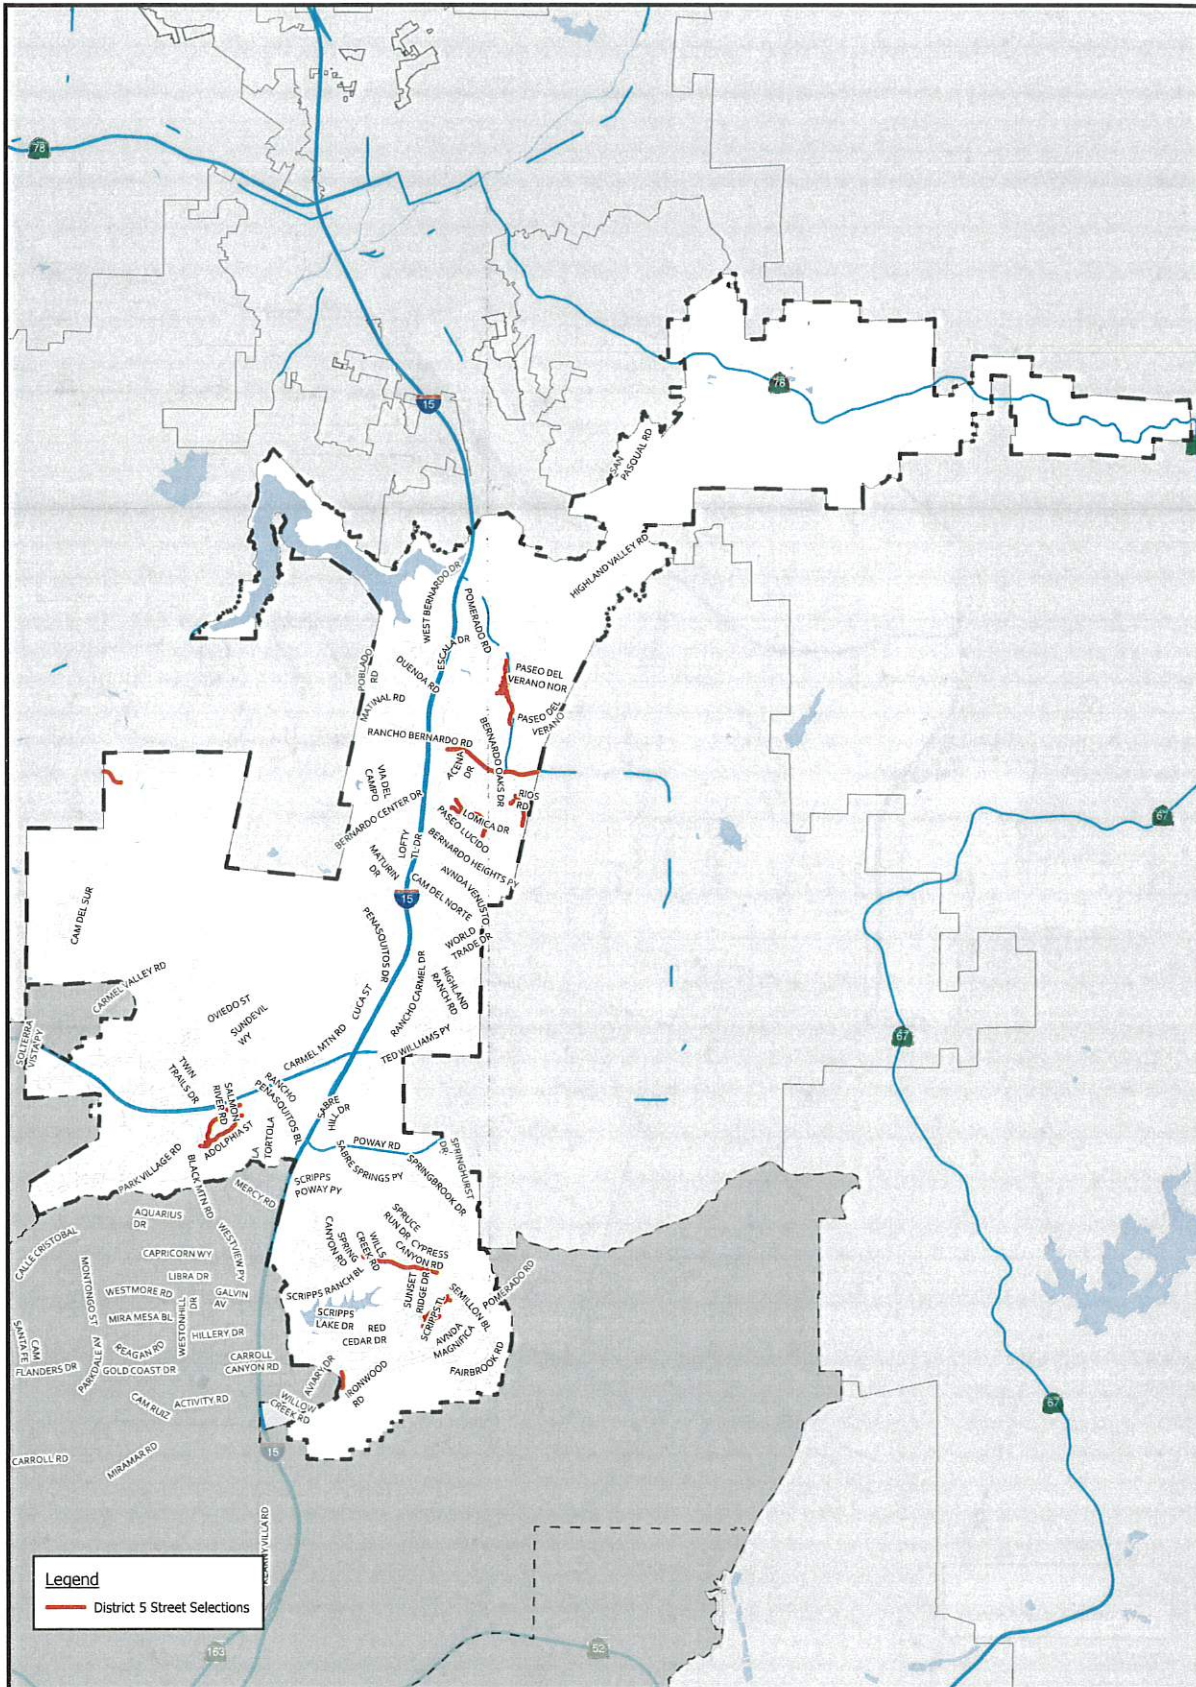 78
15
78
SAN
PASQUAL RD
HIGHLAND VALLEY RD
WEST BERNARDO DR
POMERADO RD
ESCALA DR
DUENDA RD
POBLADO
RD
MATINAL RD
PASEO DEL
VERANO NOR
PASEO DEL
VERANO
RANCHO BERNARDO RD
BERNARDO OAKS DR
ACENA
DR
VIA DEL
CAMPO
RIOS
RD
67
BERNARDO CENTER DR
LOMICA DR
PASEO LUCIDO
LOFTY
TL DR
BERNARDO HEIGHTS PY
MATURIN
DR
AVNDA VENUSTO
CAM DEL NORTE
15
CAM DEL SUR
PENASQUITOS DR
WORLD
TRADE DR
CARMEL VALLEY RD
HIGHLAND
RANCH RD
RANCHO CARMEL DR
CUCA ST
OVIEDO ST
SUNDEVIL
WY
SOLTERRA
VISTA PY
CARMEL MTN RD
TED WILLIAMS PY
67
TWIN
TRAILS DR
SALMON
RIVER RD
RANCHO
PENASQUITOS BL
SABRE
HILL DR
ADOLPHIA ST
LA
TORTOLA
POWAY RD
SPRINGHURST
DR
SABRE SPRINGS PY
SPRINGBROOK DR
PARK VILLAGE RD
BLACK MTN RD
MERCY RD
SCRIPPS
POWAY PY
AQUARIUS
DR
WESTVIEW PY
CALLE CRISTOBAL
SPRUCE
RUN DR
CYPRESS
CANYON RD
SPRING
CANYON RD
WILLS
CREEK RD
CAPRICORN WY
LIBRA DR
MONTONGO ST
WESTMORE RD
GALVIN
AV
SCRIPPS RANCH BL
SUNSET
RIDGE DR
SEMILLON BL
POMERADO RD
MIRA MESA BL
WESTONHILL
DR
SCRIPPS
LAKE DR
RED
CEDAR DR
SCRIPPS TL
AVNDA
MAGNIFICA
FAIRBROOK RD
HILLERY DR
REAGAN RD
CAM
SANTA FE
PARKDALE AV
FLANDERS DR
GOLD COAST DR
CARROLL
CANYON RD
AVIARY DR
IRONWOOD
RD
WILLOW
CREEK RD
CAM RUIZ
ACTIVITY RD
67
15
CARROLL RD
MIRAMAR RD
KEARNY VILLA RD
Legend
District 5 Street Selections
163
52